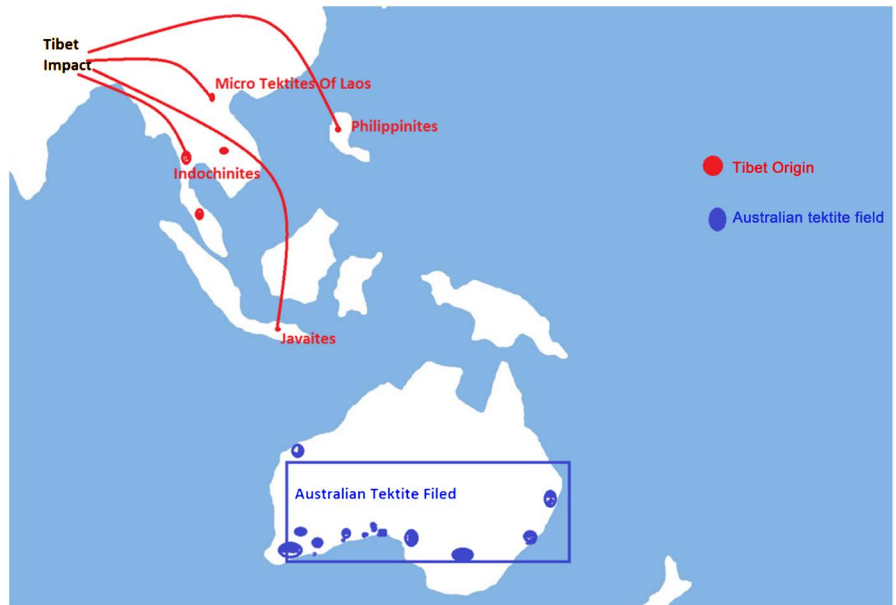 Tibet
Impact
Micro Tektites Of Laos
Philippinites
Indochinites
Tibet Origin
Australian tektite field
Javaites
Australian Tektite Filed